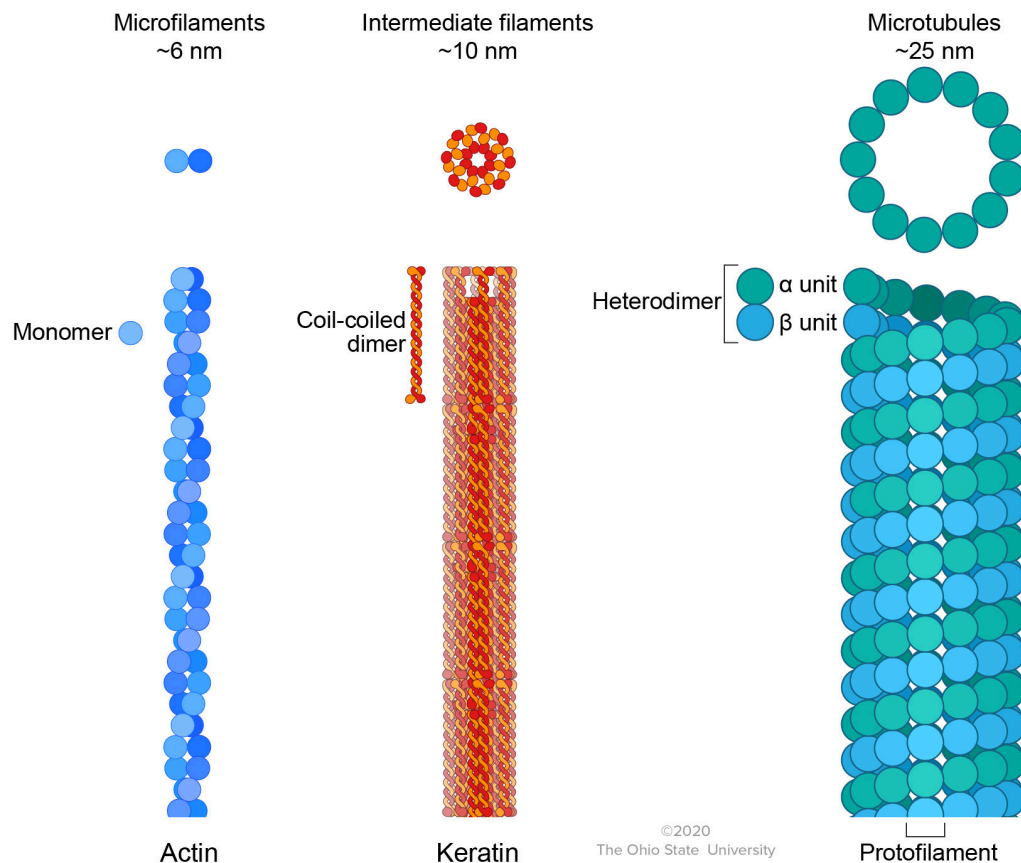 Microfilaments
~6 nm
Intermediate filaments
~10 nm
Microtubules
~25 nm
Monomer
Coil-coiled
dimer
Heterodimer
α unit
β unit
©2020
The Ohio State University
Actin
Keratin
Protofilament